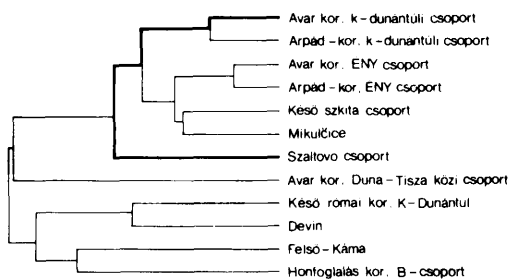 Avar kor. k-dunántúli csoport
Árpád-kor. k-dunántúli csoport
Avar kor. ÉNY csoport
Árpád-kor. ÉNY csoport
Késő szkíta csoport
Mikulčice
Szaltovo csoport
Avar kor. Duna-Tisza közi csoport
Késő római kor. K-Dunántúl
Devin
Felső-Káma
Honfoglalás kor. B-csoport